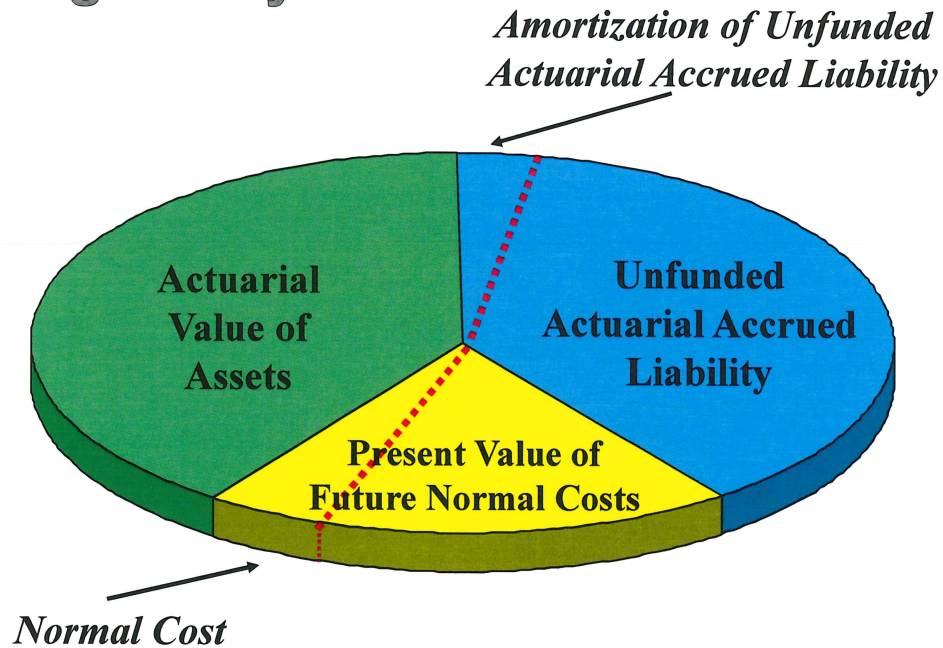 Amortization of Unfunded
Actuarial Accrued Liability
Actuarial
Value of
Assets
Unfunded
Actuarial Accrued
Liability
Present Value of
Future Normal Costs
Normal Cost